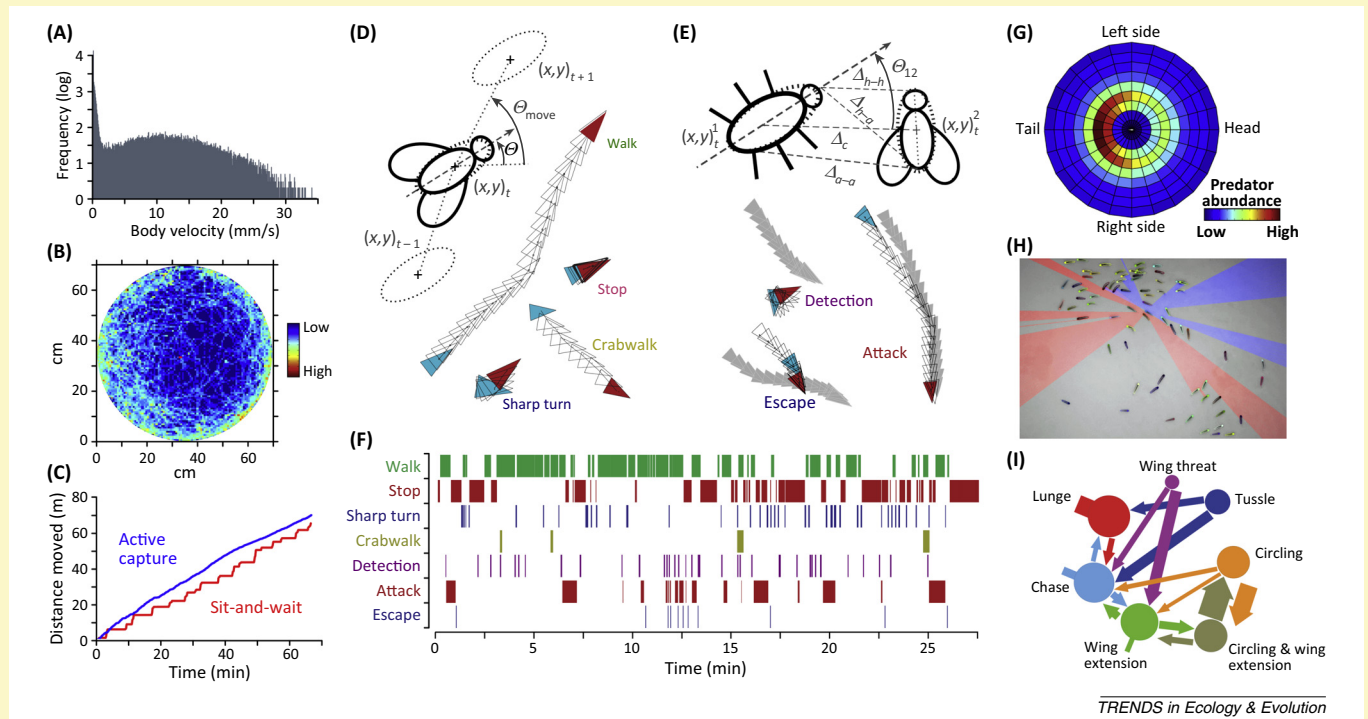 (A)
4
3
2
1
0
Frequency (log)
0 10 20 30
Body velocity (mm/s)
(B)
60
40
20
0
cm
0 20 40 60
cm
Low
High
(C)
80
60
40
20
0
Distance moved (m)
Active
capture
Sit-and-wait
0 20 40 60
Time (min)
(D)
(x,y)t+1
Θmove
Θ
(x,y)t
(x,y)t−1
Walk
Stop
Crabwalk
Sharp turn
(E)
Θ12
Δh–h
Δh–a
(x,y)t1
(x,y)t2
Δc
Δa–a
Detection
Attack
Escape
(F)
Walk
Stop
Sharp turn
Crabwalk
Detection
Attack
Escape
0 5 10 15 20 25
Time (min)
(G)
Left side
Tail
Head
Right side
Predator
abundance
Low High
(H)
(I)
Wing threat
Lunge
Tussle
Circling
Chase
Wing
extension
Circling & wing
extension
TRENDS in Ecology & Evolution